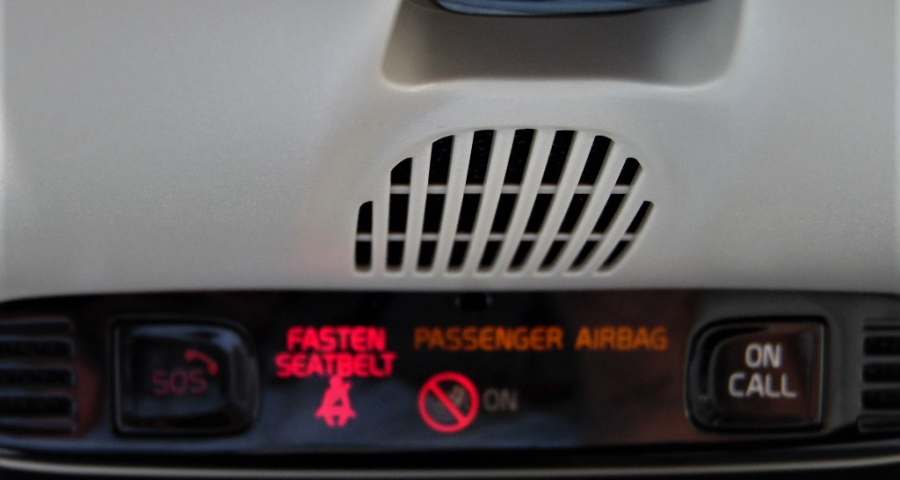 SOS
FASTEN
SEATBELT
PASSENGER AIRBAG
ON
ON
CALL